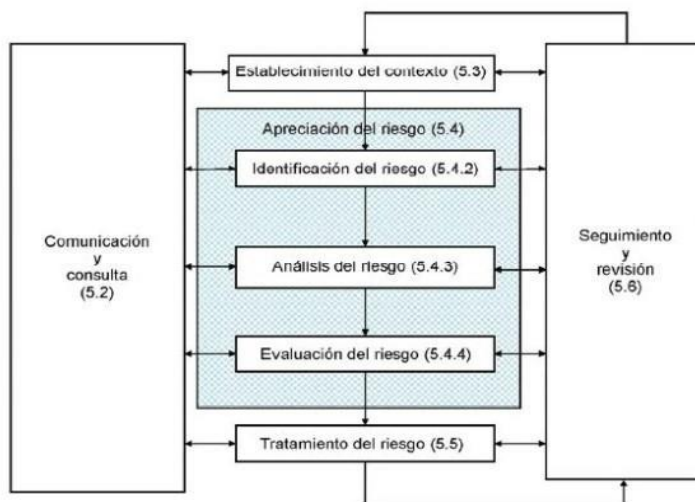 Establecimiento del contexto (5.3)
Apreciación del riesgo (5.4)
Identificación del riesgo (5.4.2)
Comunicación
y
consulta
(5.2)
Análisis del riesgo (5.4.3)
Seguimiento
y
revisión
(5.6)
Evaluación del riesgo (5.4.4)
Tratamiento del riesgo (5.5)